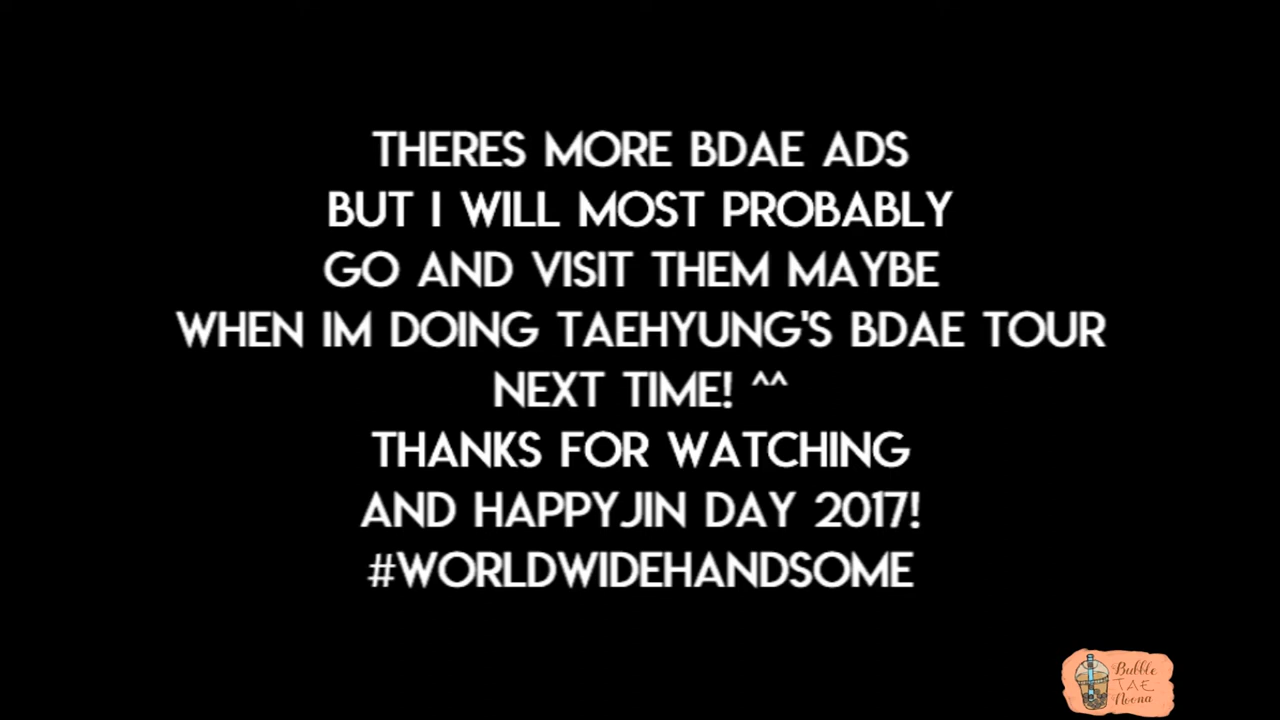 THERES MORE BDAE ADS
BUT I WILL MOST PROBABLY
GO AND VISIT THEM MAYBE
WHEN IM DOING TAEHYUNG'S BDAE TOUR
NEXT TIME! ^^
THANKS FOR WATCHING
AND HAPPYJIN DAY 2017!
#WORLDWIDEHANDSOME
Bubble
TAE
Noona